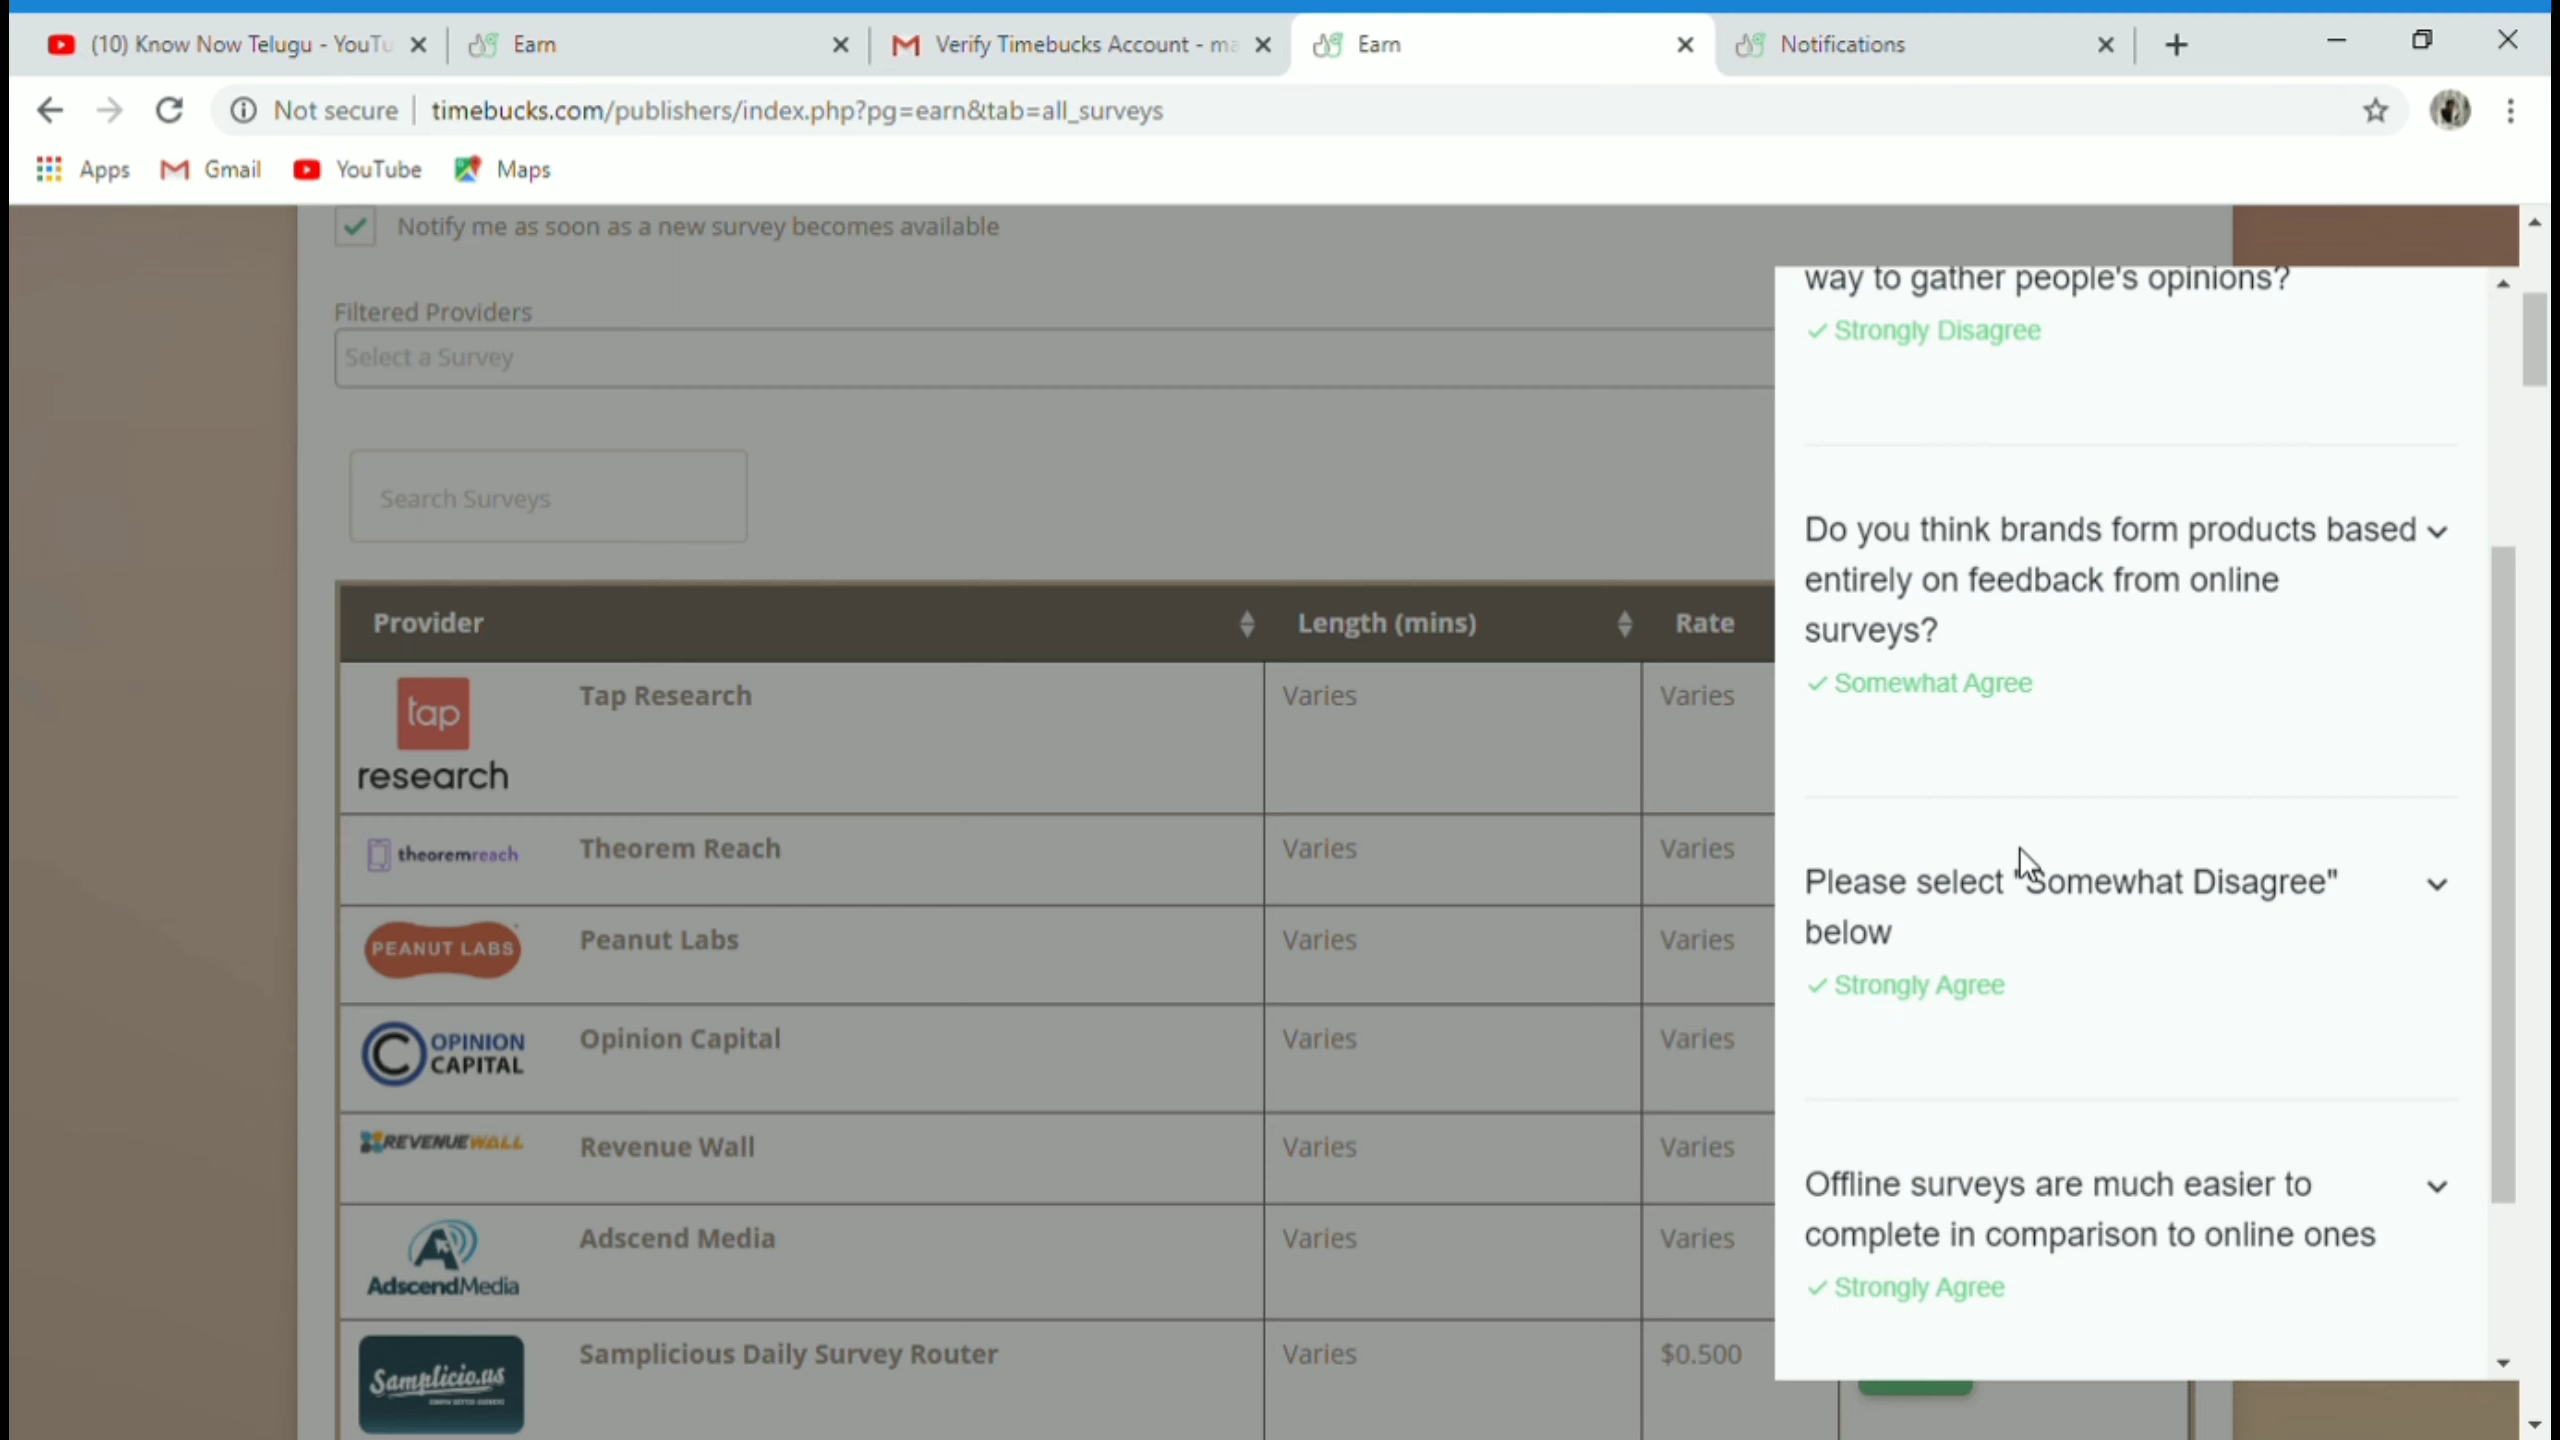 (10) Know Now Telugu - YouTu
Earn
Verify Timebucks Account - ma
Earn
Notifications
Not secure
timebucks.com/publishers/index.php?pg=earn&tab=all_surveys
Apps
Gmail
YouTube
Maps
Notify me as soon as a new survey becomes available
Filtered Providers
Select a Survey
Search Surveys
Provider
Length (mins)
Rate
tap
research
Tap Research
Varies
Varies
theoremreach
Theorem Reach
Varies
Varies
PEANUT LABS
Peanut Labs
Varies
Varies
OPINION
CAPITAL
Opinion Capital
Varies
Varies
REVENUEWALL
Revenue Wall
Varies
Varies
AdscendMedia
Adscend Media
Varies
Varies
Samplicio.us
Samplicious Daily Survey Router
Varies
$0.500
way to gather people's opinions?
Strongly Disagree
Do you think brands form products based
entirely on feedback from online
surveys?
Somewhat Agree
Please select "Somewhat Disagree"
below
Strongly Agree
Offline surveys are much easier to
complete in comparison to online ones
Strongly Agree